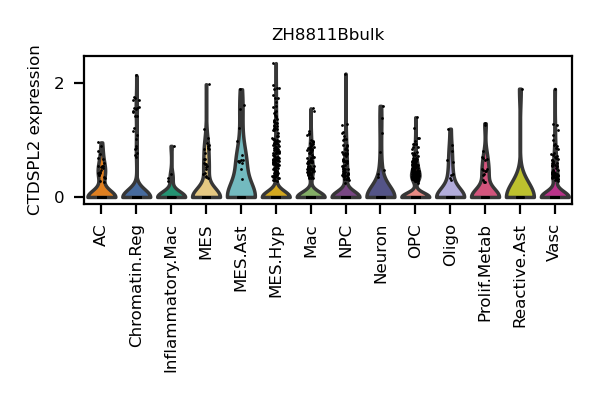 ZH8811Bbulk
CTDSPL2 expression
2
0
AC
Chromatin.Reg
Inflammatory.Mac
MES
MES.Ast
MES.Hyp
Mac
NPC
Neuron
OPC
Oligo
Prolif.Metab
Reactive.Ast
Vasc